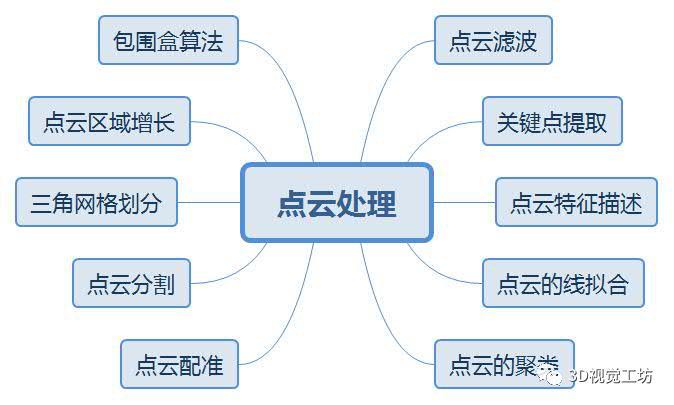 包围盒算法
点云滤波
点云区域增长
关键点提取
三角网格划分
点云处理
点云特征描述
点云分割
点云的线拟合
点云配准
点云的聚类
3D视觉工坊